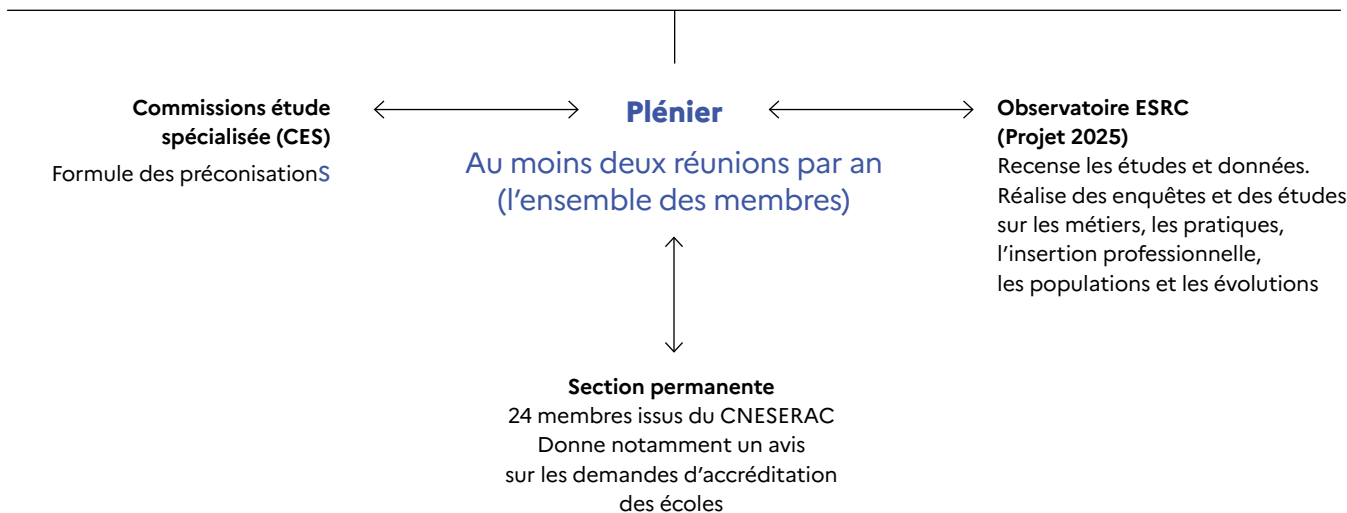 Commissions étude
spécialisée (CES)
Formule des préconisationS
Plénier
Au moins deux réunions par an
(l’ensemble des membres)
Observatoire ESRC
(Projet 2025)
Recense les études et données.
Réalise des enquêtes et des études
sur les métiers, les pratiques,
l’insertion professionnelle,
les populations et les évolutions
Section permanente
24 membres issus du CNESERAC
Donne notamment un avis
sur les demandes d’accréditation
des écoles